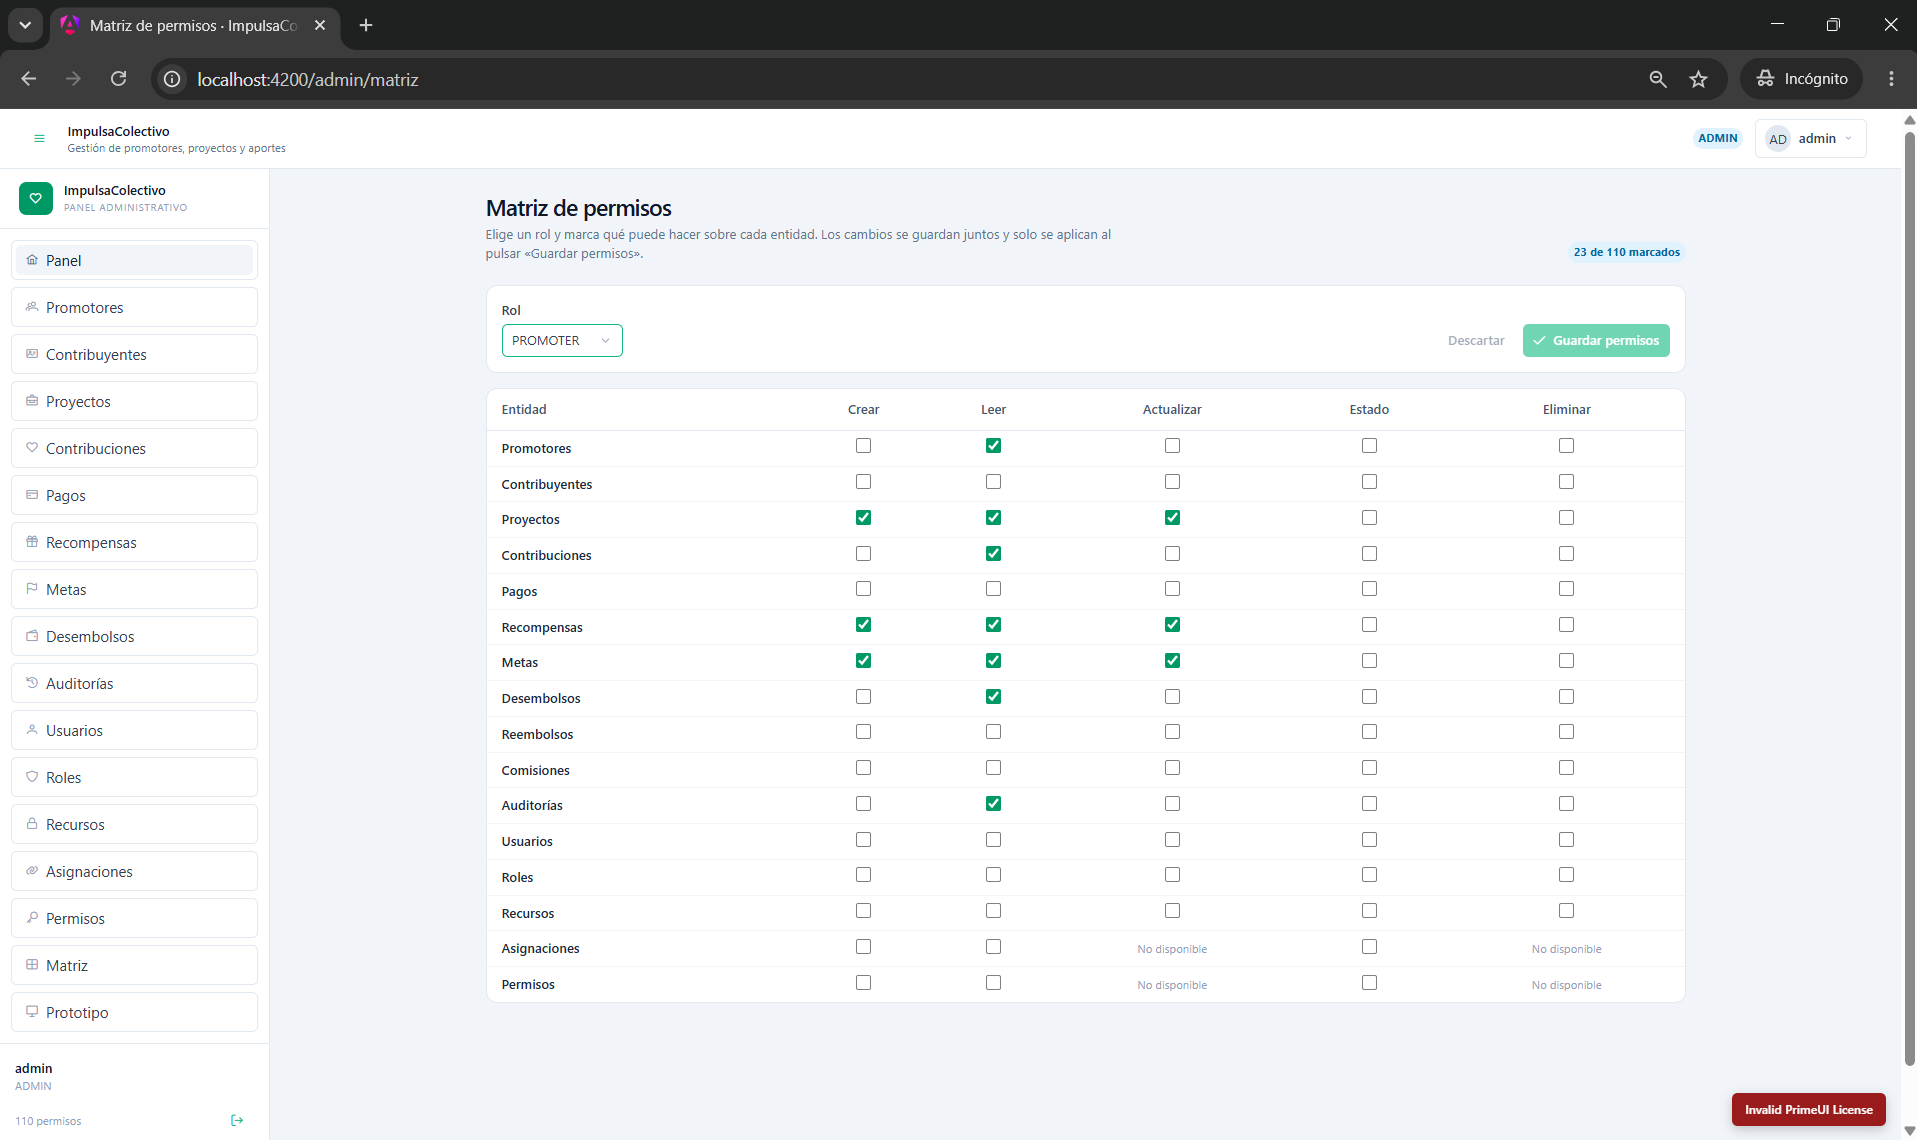 Matriz de permisos · ImpulsaCo
localhost:4200/admin/matriz
Incógnito
ImpulsaColectivo
Gestión de promotores, proyectos y aportes
ADMIN
AD admin
ImpulsaColectivo
PANEL ADMINISTRATIVO
Panel
Promotores
Contribuyentes
Proyectos
Contribuciones
Pagos
Recompensas
Metas
Desembolsos
Auditorías
Usuarios
Roles
Recursos
Asignaciones
Permisos
Matriz
Prototipo
admin
ADMIN
110 permisos
Matriz de permisos
Elige un rol y marca qué puede hacer sobre cada entidad. Los cambios se guardan juntos y solo se aplican al
pulsar «Guardar permisos».
23 de 110 marcados
Rol
PROMOTER
Descartar
Guardar permisos
Entidad Crear Leer Actualizar Estado Eliminar
Promotores
Contribuyentes
Proyectos
Contribuciones
Pagos
Recompensas
Metas
Desembolsos
Reembolsos
Comisiones
Auditorías
Usuarios
Roles
Recursos
Asignaciones No disponible No disponible
Permisos No disponible No disponible
Invalid PrimeUI License